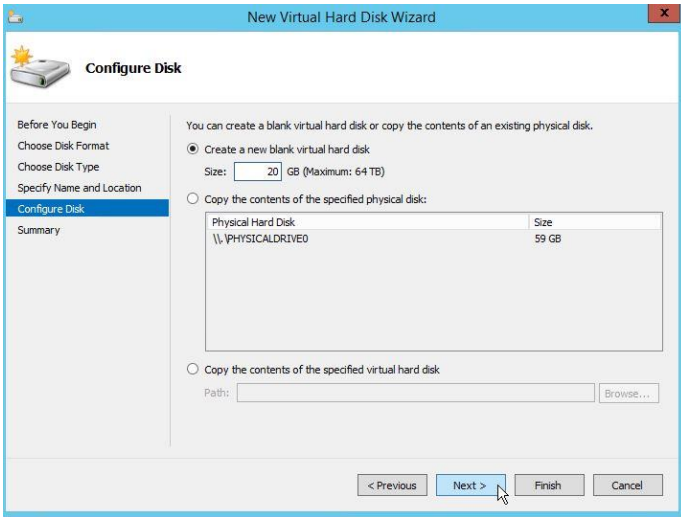 New Virtual Hard Disk Wizard
x
Configure Disk
Before You Begin
Choose Disk Format
Choose Disk Type
Specify Name and Location
Configure Disk
Summary
You can create a blank virtual hard disk or copy the contents of an existing physical disk.
Create a new blank virtual hard disk
Size: 20 GB (Maximum: 64 TB)
Copy the contents of the specified physical disk:
Physical Hard Disk Size
\\.\PHYSICALDRIVE0 59 GB
Copy the contents of the specified virtual hard disk
Path: Browse...
< Previous Next > Finish Cancel